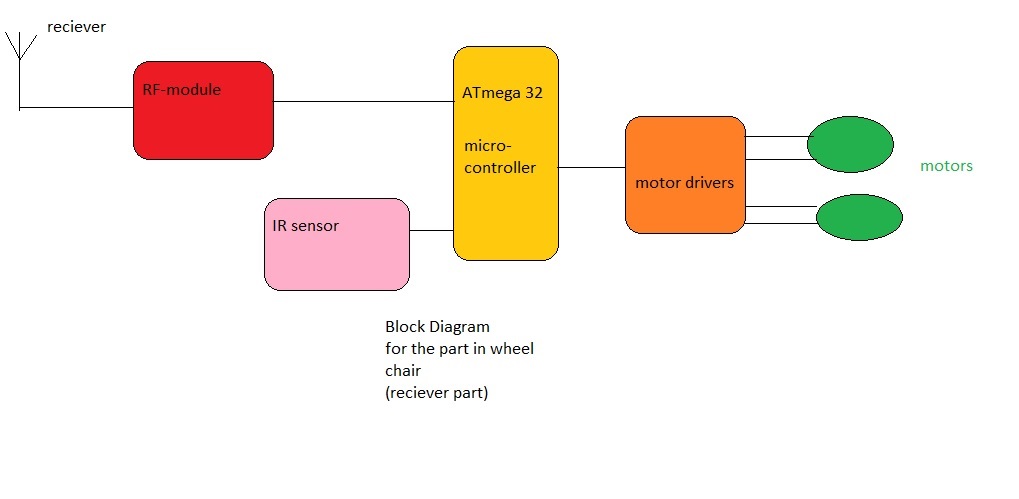 reciever
RF-module
ATmega 32
micro-
controller
IR sensor
motor drivers
motors
Block Diagram
for the part in wheel
chair
(reciever part)